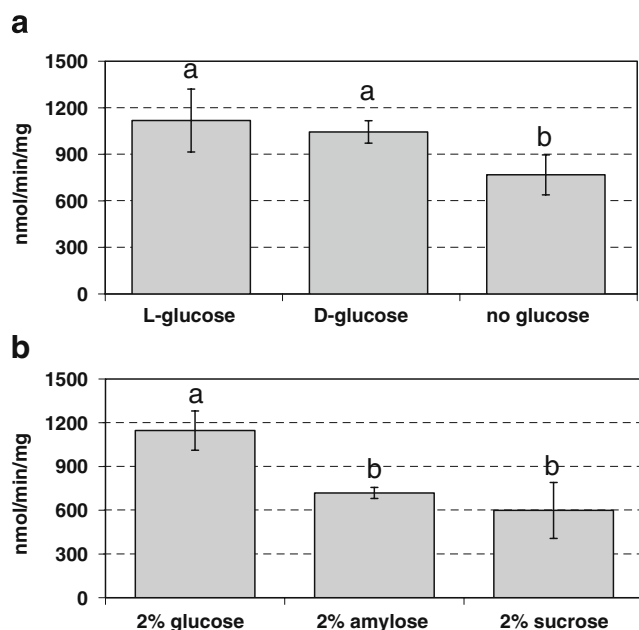 a
1500
1200
900
600
300
0
nmol/min/mg
a a b
L-glucose D-glucose no glucose
b
1500
1200
900
600
300
0
nmol/min/mg
a b b
2% glucose 2% amylose 2% sucrose